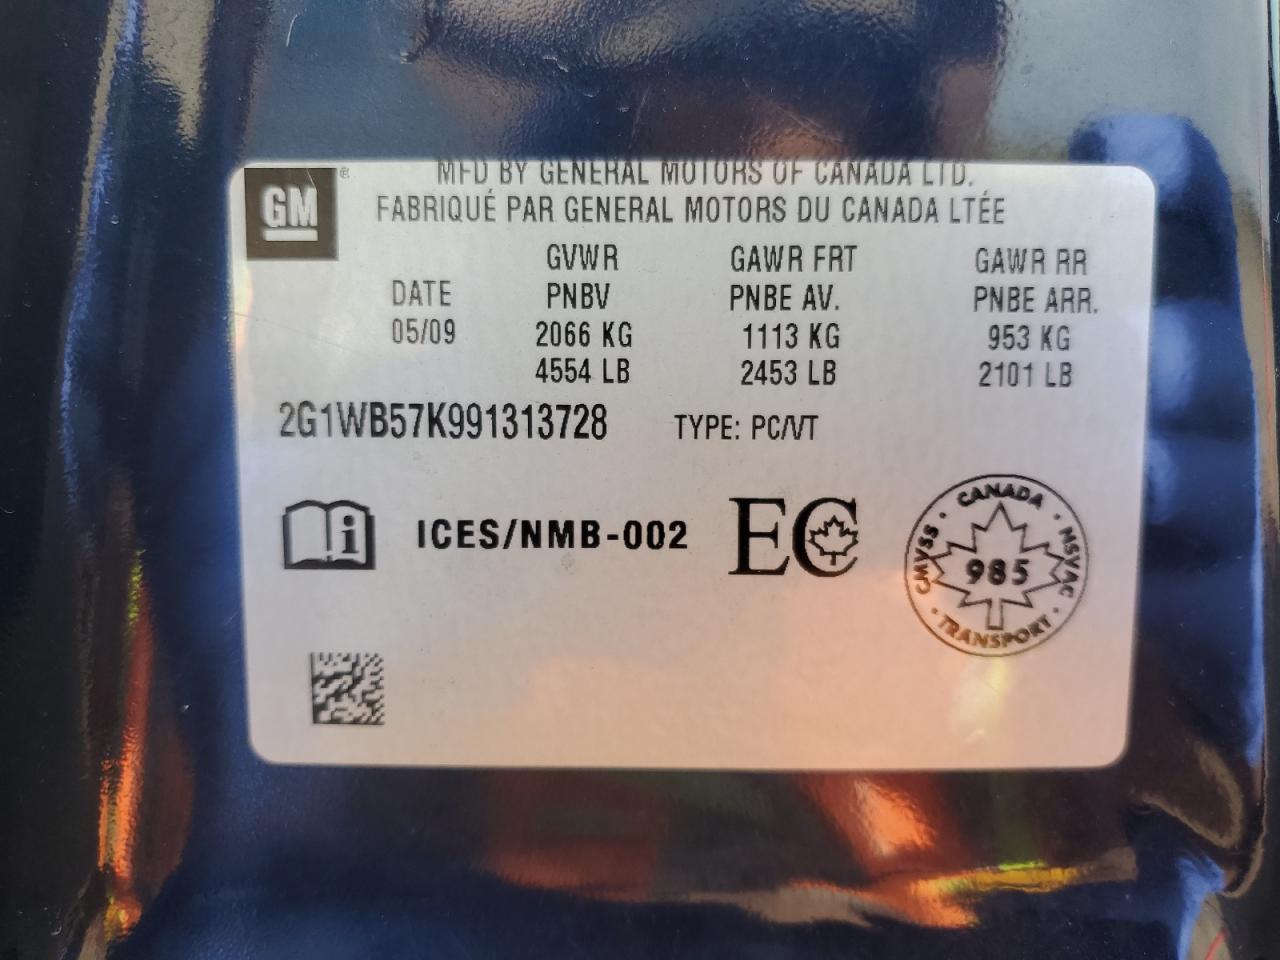 GM ®
MFD BY GENERAL MOTORS OF CANADA LTD.
FABRIQUÉ PAR GENERAL MOTORS DU CANADA LTÉE
GVWR GAWR FRT GAWR RR
DATE PNBV PNBE AV. PNBE ARR.
05/09 2066 KG 1113 KG 953 KG
4554 LB 2453 LB 2101 LB
2G1WB57K991313728 TYPE: PC/VT
i ICES/NMB-002 EC
CANADA
CMVSS • 985 • NSVAC
• TRANSPORT •